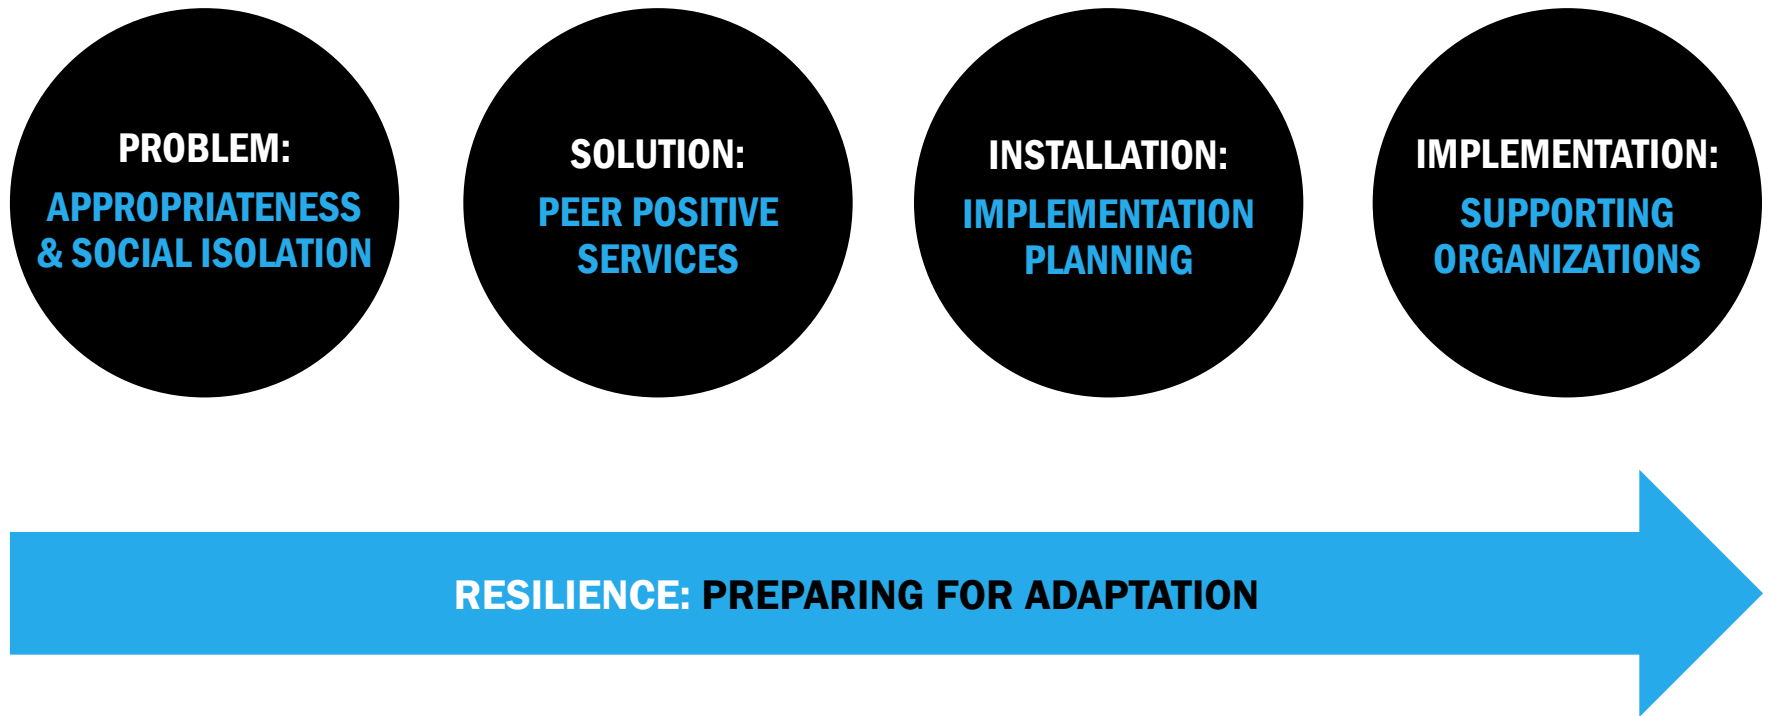 PROBLEM:
APPROPRIATENESS
& SOCIAL ISOLATION
SOLUTION:
PEER POSITIVE
SERVICES
INSTALLATION:
IMPLEMENTATION
PLANNING
IMPLEMENTATION:
SUPPORTING
ORGANIZATIONS
RESILIENCE: PREPARING FOR ADAPTATION